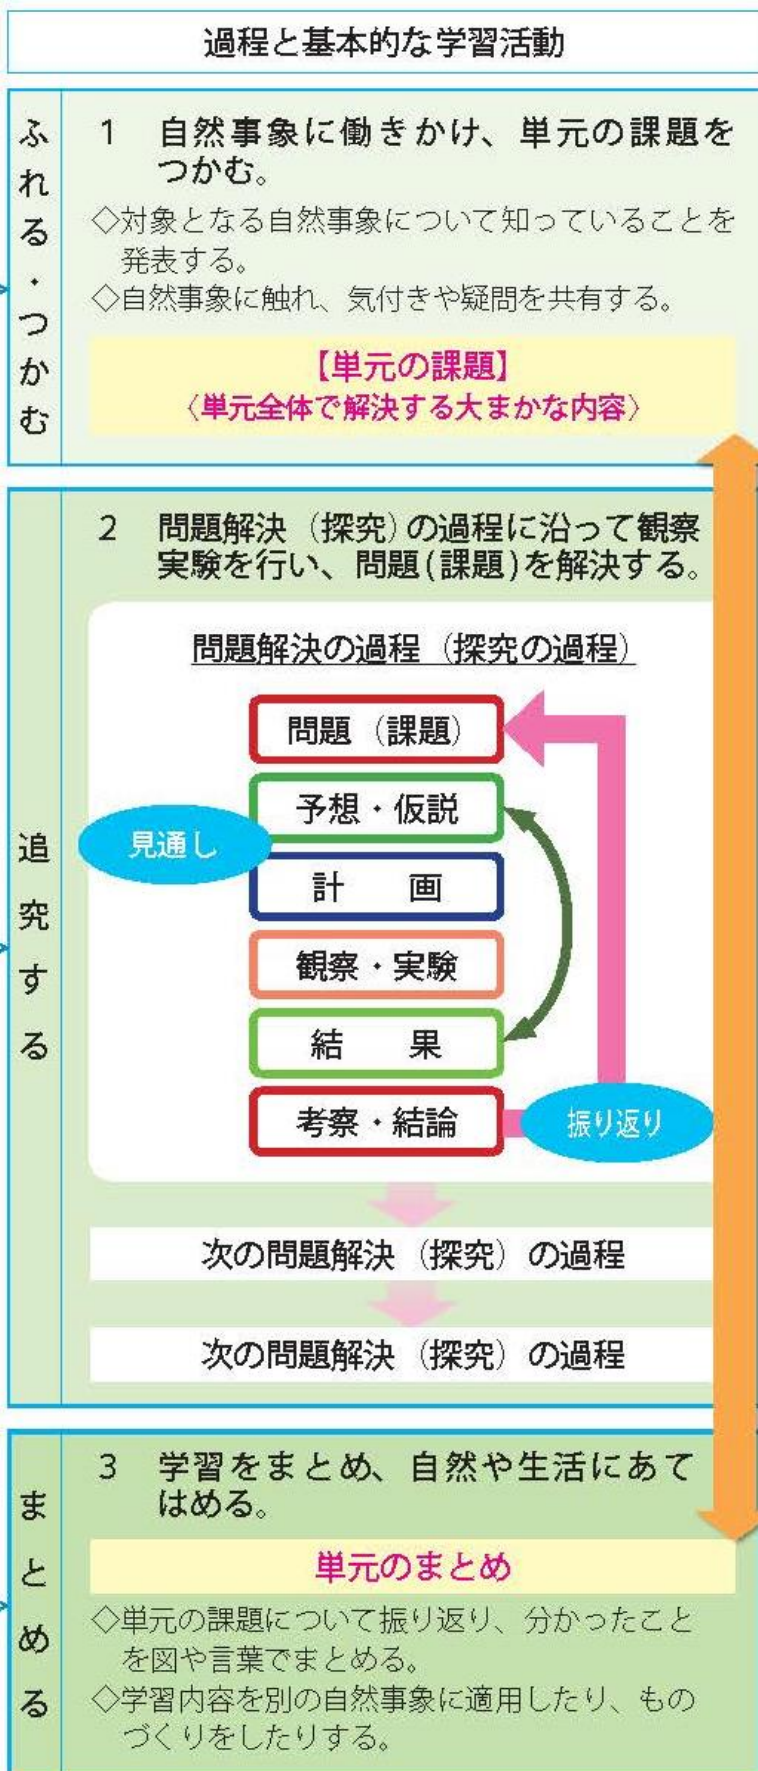 過程と基本的な学習活動
ふれる・つかむ
1 自然事象に働きかけ、単元の課題を
つかむ。
◇対象となる自然事象について知っていることを
発表する。
◇自然事象に触れ、気付きや疑問を共有する。
【単元の課題】
〈単元全体で解決する大まかな内容〉
追究する
2 問題解決（探究）の過程に沿って観察
実験を行い、問題(課題)を解決する。
問題解決の過程（探究の過程）
問題（課題）
予想・仮説
見通し
計 画
観察・実験
結 果
考察・結論
振り返り
次の問題解決（探究）の過程
次の問題解決（探究）の過程
まとめる
3 学習をまとめ、自然や生活にあて
はめる。
単元のまとめ
◇単元の課題について振り返り、分かったこと
を図や言葉でまとめる。
◇学習内容を別の自然事象に適用したり、もの
づくりをしたりする。